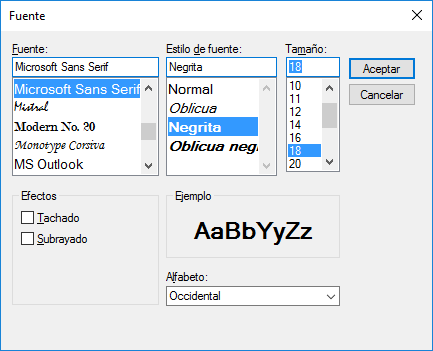 Fuente
Fuente:
Microsoft Sans Serif
Microsoft Sans Serif
Mistral
Modern No. 20
Monotype Corsiva
MS Outlook
Estilo de fuente:
Negrita
Normal
Oblicua
Negrita
Oblicua negi
Tamaño:
18
10
11
12
14
16
18
20
Aceptar
Cancelar
Efectos
Tachado
Subrayado
Ejemplo
AaBbYyZz
Alfabeto:
Occidental